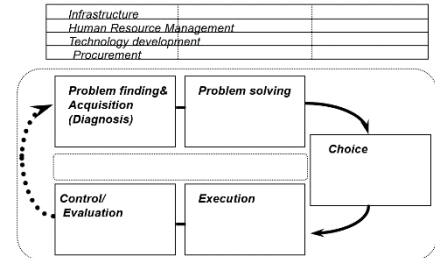 Infrastructure
Human Resource Management
Technology development
Procurement
Problem finding&
Acquisition
(Diagnosis)
Problem solving
Choice
Control/
Evaluation
Execution